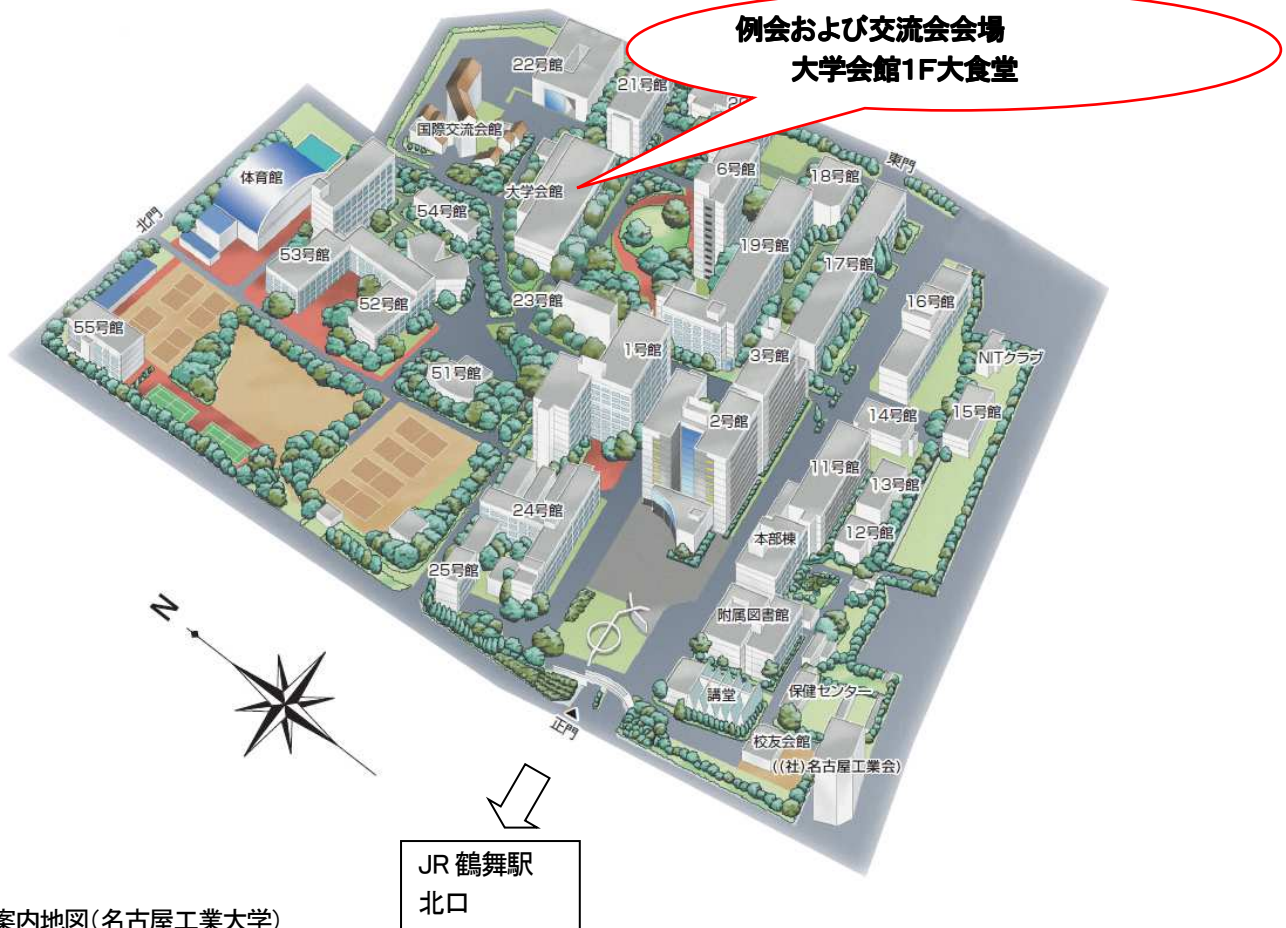 例会および交流会会場
大学会館1F大食堂
22号館
21号館
国際交流会館
東門
体育館
大学会館
6号館
18号館
北門
54号館
19号館
53号館
17号館
52号館
23号館
16号館
55号館
1号館
3号館
NITクラブ
51号館
2号館
14号館
15号館
11号館
13号館
24号館
本部棟
12号館
25号館
N
附属図書館
講堂
保健センター
正門
校友会館
((社)名古屋工業会)
JR 鶴舞駅
北口
案内地図(名古屋工業大学)